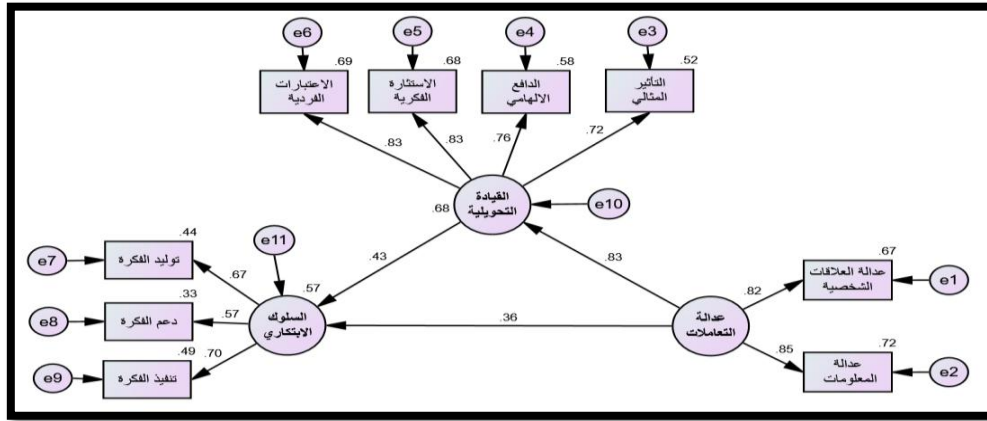 e6
e5
e4
e3
.69
.68
.58
.52
الاعتبارات
الفردية
الاستثارة
الفكرية
الدافع
الالهامي
التأثير
المثالي
.83
.83
.76
.72
القيادة
التحويلية
.68
e10
e11
.44
e7
توليد الفكرة
.67
.43
.83
.67
عدالة العلاقات
الشخصية
e1
.82
.33
e8
دعم الفكرة
.57
.57
السلوك
الابتكاري
.36
عدالة
التعاملات
.49
.70
e9
تنفيذ الفكرة
.85
.72
عدالة
المعلومات
e2